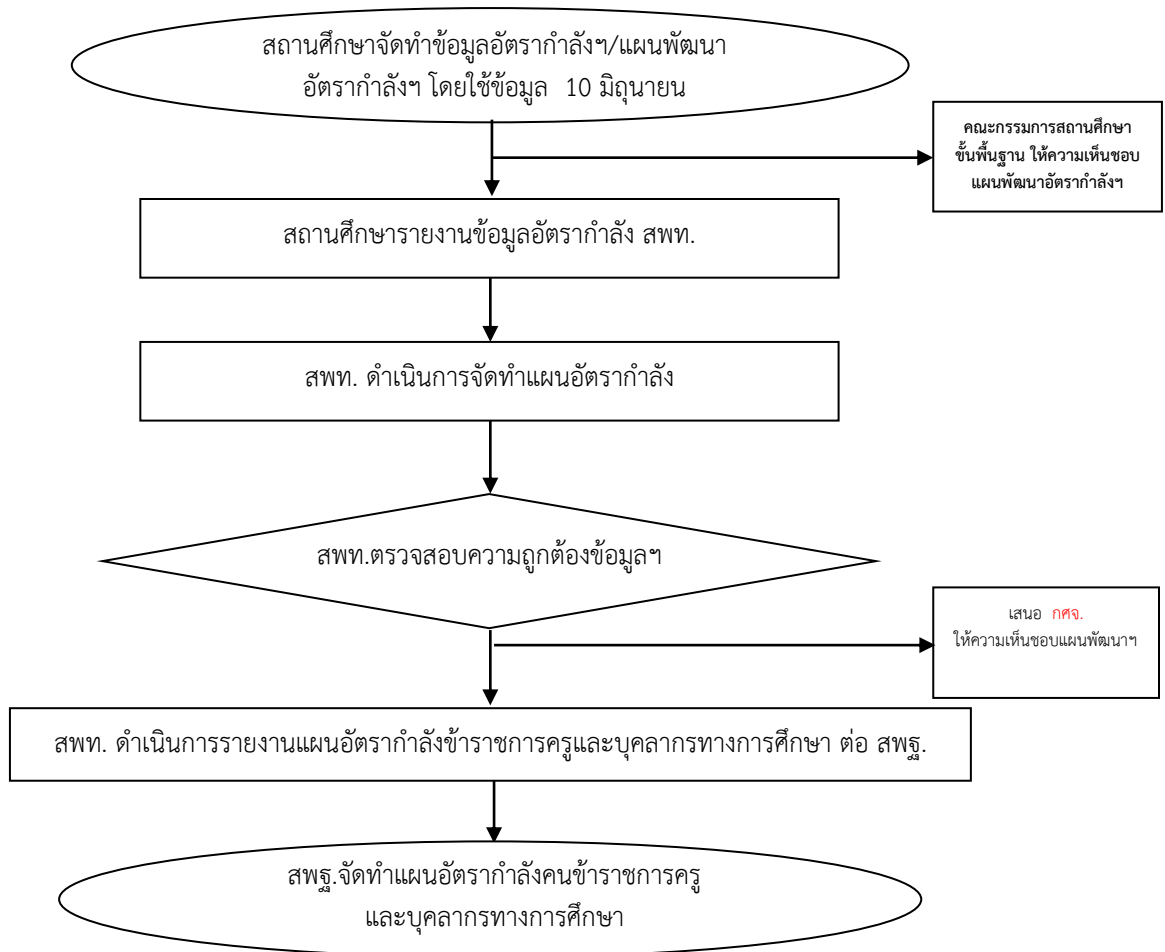 สถานศึกษาจัดทำข้อมูลอัตรากำลังฯ/แผนพัฒนา
อัตรากำลังฯ โดยใช้ข้อมูล 10 มิถุนายน
คณะกรรมการสถานศึกษา
ขั้นพื้นฐาน ให้ความเห็นชอบ
แผนพัฒนาอัตรากำลังฯ
สถานศึกษารายงานข้อมูลอัตรากำลัง สพท.
สพท. ดำเนินการจัดทำแผนอัตรากำลัง
สพท.ตรวจสอบความถูกต้องข้อมูลฯ
เสนอ กศจ.
ให้ความเห็นชอบแผนพัฒนาฯ
สพท. ดำเนินการรายงานแผนอัตรากำลังข้าราชการครูและบุคลากรทางการศึกษา ต่อ สพฐ.
สพฐ.จัดทำแผนอัตรากำลังคนข้าราชการครู
และบุคลากรทางการศึกษา